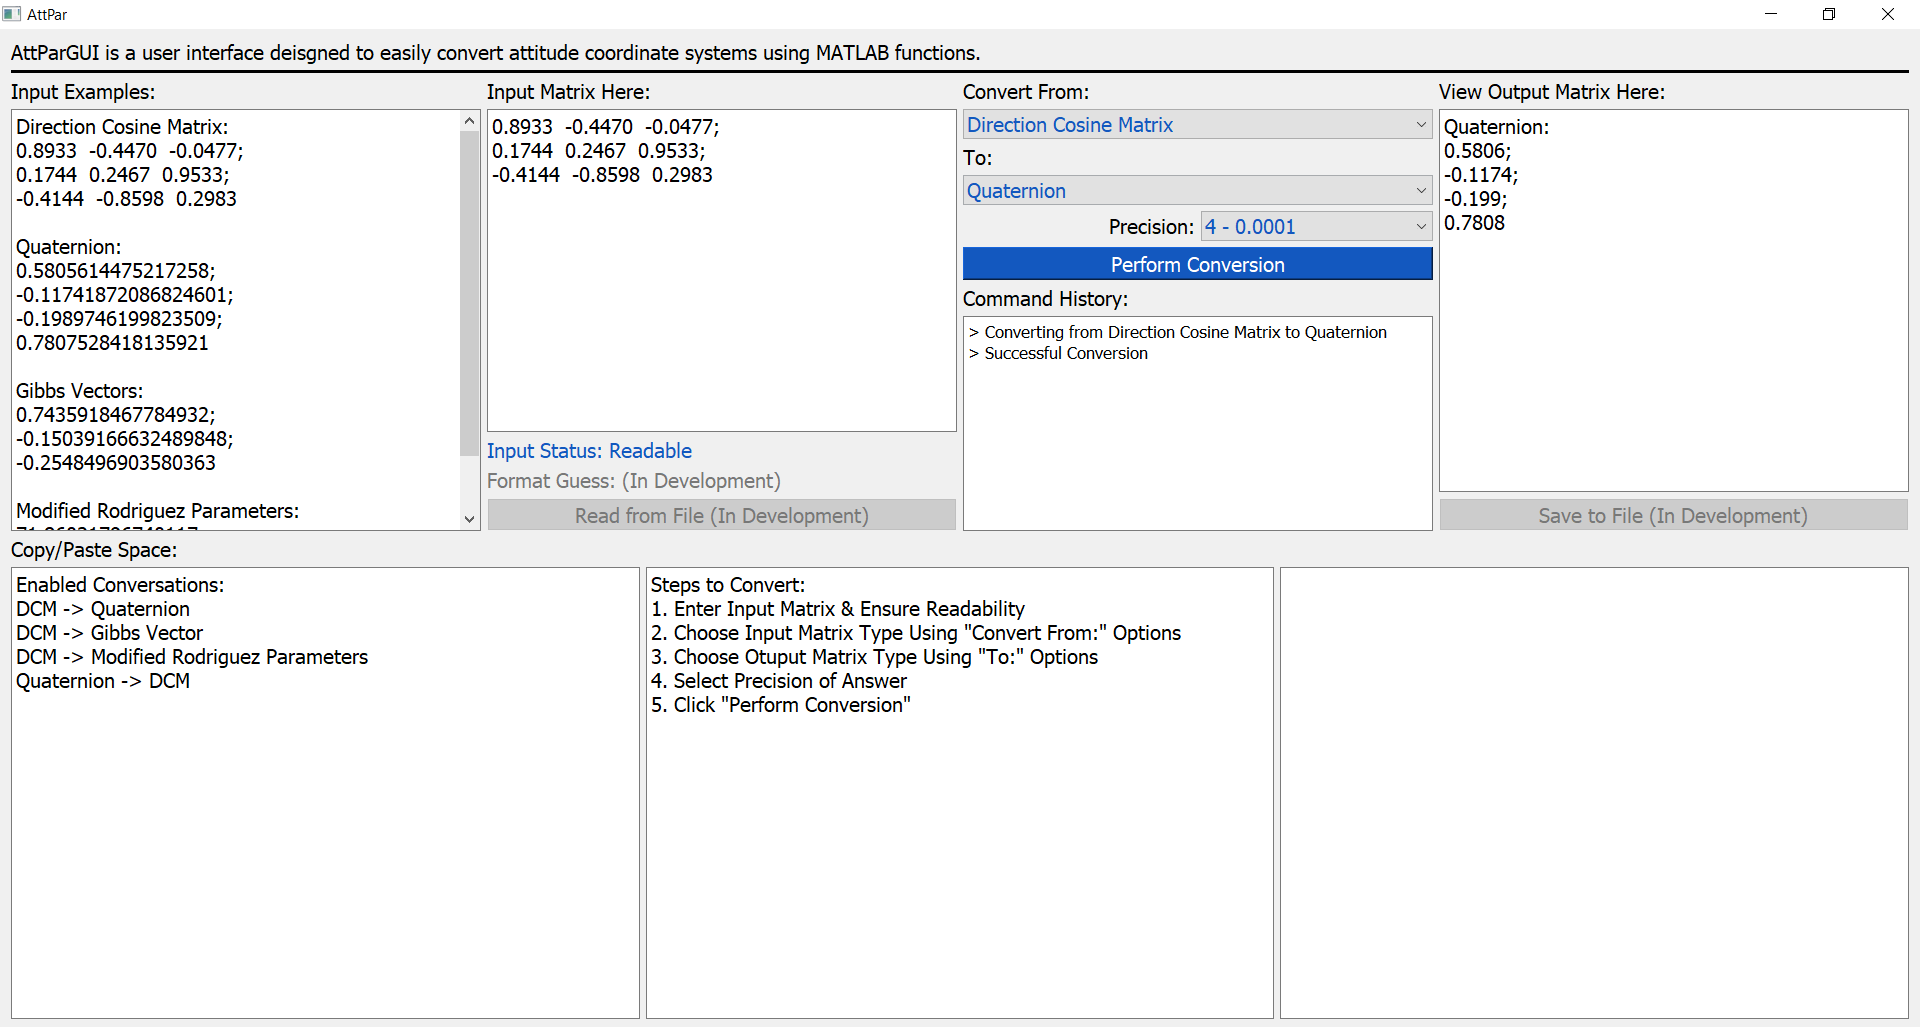 AttPar
AttParGUI is a user interface deisgned to easily convert attitude coordinate systems using MATLAB functions.
Input Examples:
Direction Cosine Matrix:
0.8933 -0.4470 -0.0477;
0.1744 0.2467 0.9533;
-0.4144 -0.8598 0.2983
Quaternion:
0.5805614475217258;
-0.11741872086824601;
-0.1989746199823509;
0.7807528418135921
Gibbs Vectors:
0.7435918467784932;
-0.15039166632489848;
-0.2548496903580363
Modified Rodriguez Parameters:
Input Matrix Here:
0.8933 -0.4470 -0.0477;
0.1744 0.2467 0.9533;
-0.4144 -0.8598 0.2983
Input Status: Readable
Format Guess: (In Development)
Read from File (In Development)
Convert From:
Direction Cosine Matrix
To:
Quaternion
Precision: 4 - 0.0001
Perform Conversion
Command History:
> Converting from Direction Cosine Matrix to Quaternion
> Successful Conversion
View Output Matrix Here:
Quaternion:
0.5806;
-0.1174;
-0.199;
0.7808
Save to File (In Development)
Copy/Paste Space:
Enabled Conversations:
DCM -> Quaternion
DCM -> Gibbs Vector
DCM -> Modified Rodriguez Parameters
Quaternion -> DCM
Steps to Convert:
1. Enter Input Matrix & Ensure Readability
2. Choose Input Matrix Type Using "Convert From:" Options
3. Choose Otuput Matrix Type Using "To:" Options
4. Select Precision of Answer
5. Click "Perform Conversion"